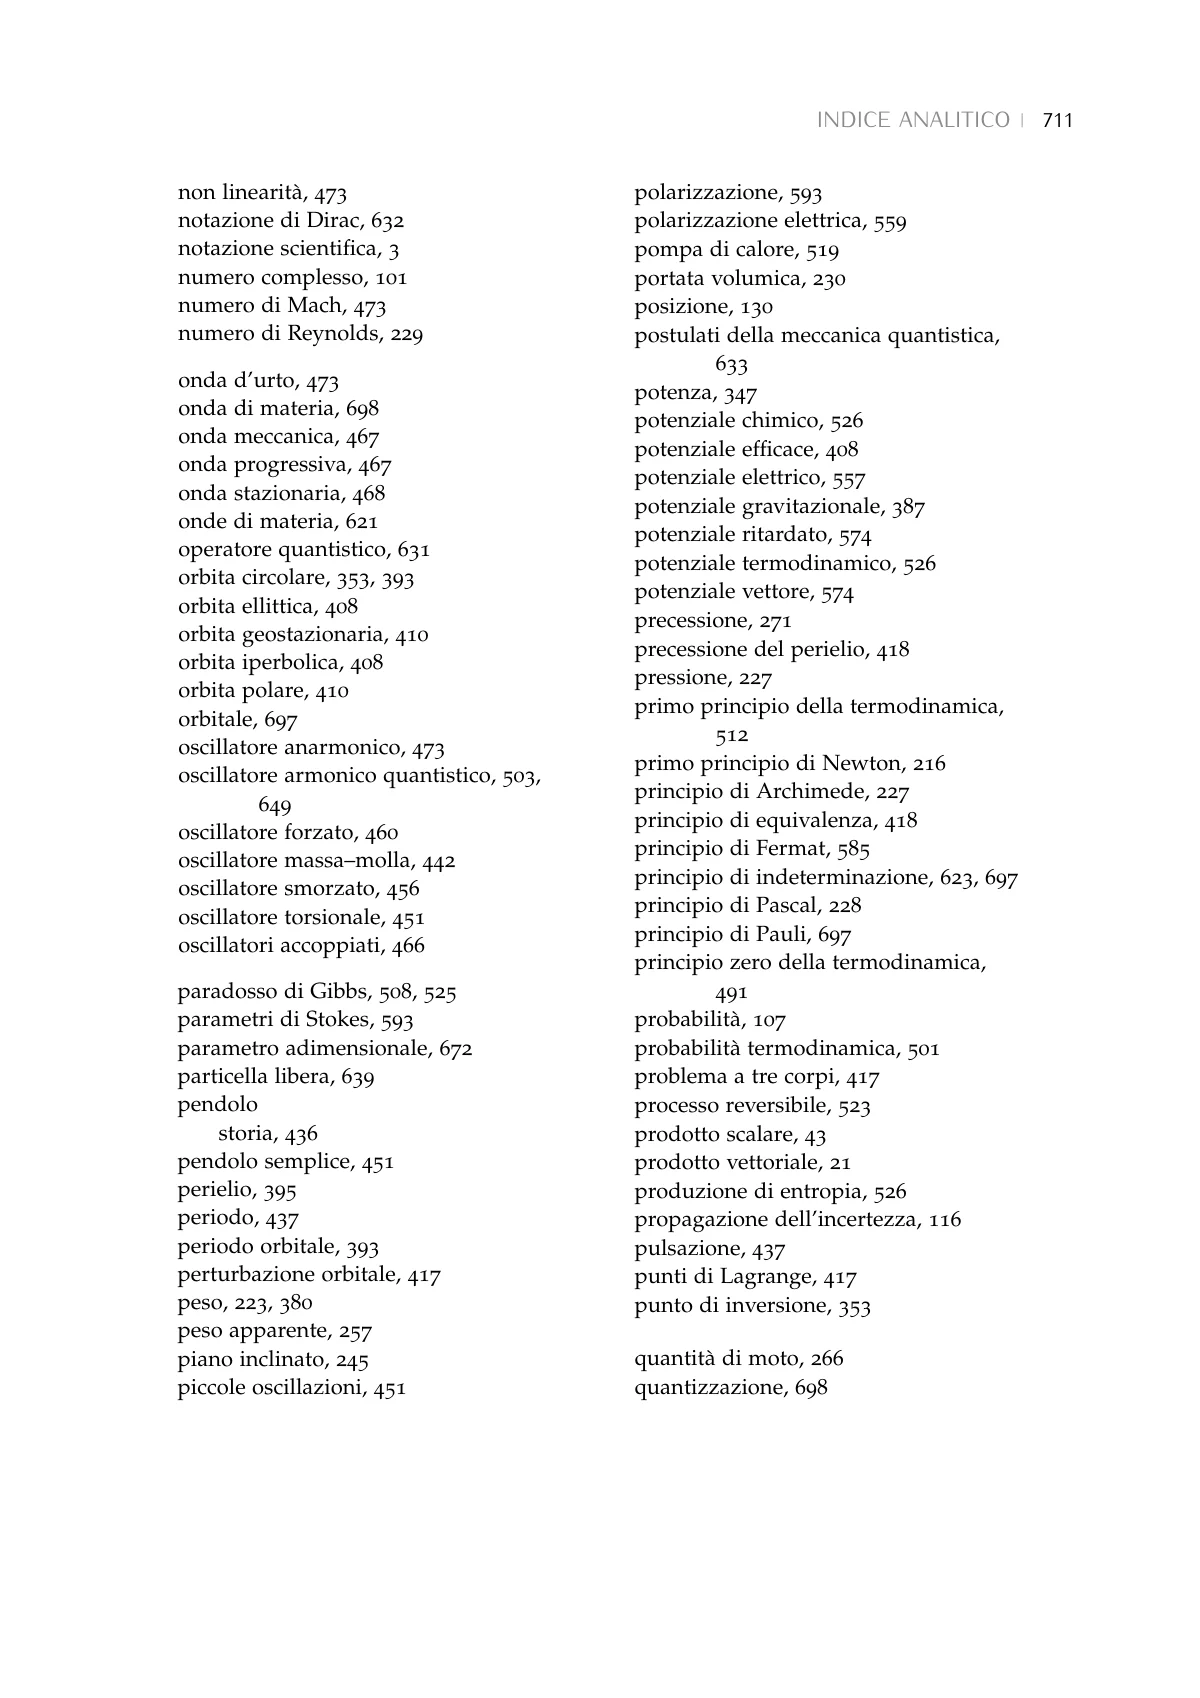 INDICE ANALITICO | 711
non linearità, 473
notazione di Dirac, 632
notazione scientifica, 3
numero complesso, 101
numero di Mach, 473
numero di Reynolds, 229
onda d'urto, 473
onda di materia, 698
onda meccanica, 467
onda progressiva, 467
onda stazionaria, 468
onde di materia, 621
operatore quantistico, 631
orbita circolare, 353, 393
orbita ellittica, 408
orbita geostazionaria, 410
orbita iperbolica, 408
orbita polare, 410
orbitale, 697
oscillatore anarmonico, 473
oscillatore armonico quantistico, 503,
649
oscillatore forzato, 460
oscillatore massa–molla, 442
oscillatore smorzato, 456
oscillatore torsionale, 451
oscillatori accoppiati, 466
paradosso di Gibbs, 508, 525
parametri di Stokes, 593
parametro adimensionale, 672
particella libera, 639
pendolo
storia, 436
pendolo semplice, 451
perielio, 395
periodo, 437
periodo orbitale, 393
perturbazione orbitale, 417
peso, 223, 380
peso apparente, 257
piano inclinato, 245
piccole oscillazioni, 451
polarizzazione, 593
polarizzazione elettrica, 559
pompa di calore, 519
portata volumica, 230
posizione, 130
postulati della meccanica quantistica,
633
potenza, 347
potenziale chimico, 526
potenziale efficace, 408
potenziale elettrico, 557
potenziale gravitazionale, 387
potenziale ritardato, 574
potenziale termodinamico, 526
potenziale vettore, 574
precessione, 271
precessione del perielio, 418
pressione, 227
primo principio della termodinamica,
512
primo principio di Newton, 216
principio di Archimede, 227
principio di equivalenza, 418
principio di Fermat, 585
principio di indeterminazione, 623, 697
principio di Pascal, 228
principio di Pauli, 697
principio zero della termodinamica,
491
probabilità, 107
probabilità termodinamica, 501
problema a tre corpi, 417
processo reversibile, 523
prodotto scalare, 43
prodotto vettoriale, 21
produzione di entropia, 526
propagazione dell'incertezza, 116
pulsazione, 437
punti di Lagrange, 417
punto di inversione, 353
quantità di moto, 266
quantizzazione, 698